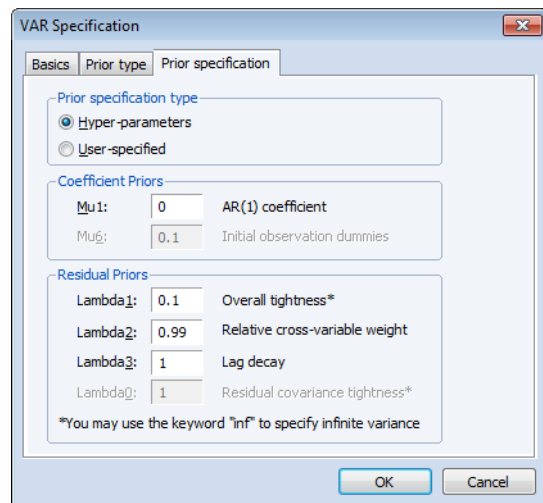 VAR Specification
Basics Prior type Prior specification
Prior specification type
Hyper-parameters
User-specified
Coefficient Priors
Mu1: 0 AR(1) coefficient
Mu6: 0.1 Initial observation dummies
Residual Priors
Lambda1: 0.1 Overall tightness*
Lambda2: 0.99 Relative cross-variable weight
Lambda3: 1 Lag decay
Lambda0: 1 Residual covariance tightness*
*You may use the keyword "inf" to specify infinite variance
OK Cancel